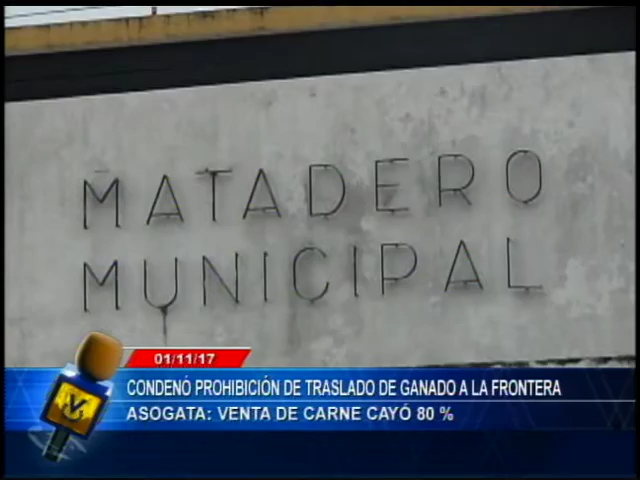 MATADERO
MUNICIPAL
01/11/17
CONDENÓ PROHIBICIÓN DE TRASLADO DE GANADO A LA FRONTERA
ASOGATA: VENTA DE CARNE CAYÓ 80 %